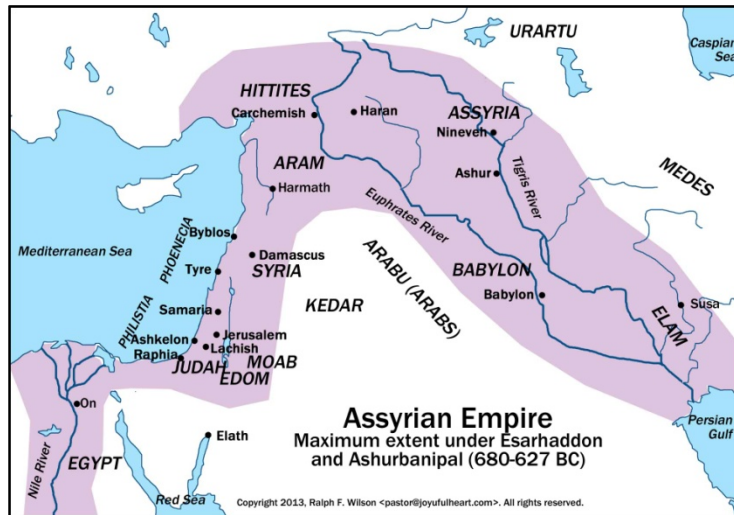 URARTU
Caspian
Sea
HITTITES
Carchemish
Haran
ASSYRIA
Nineveh
ARAM
Harmath
Ashur
Tigris River
MEDES
Euphrates River
Mediterranean Sea
PHOENECIA
Byblos
Damascus
SYRIA
Tyre
ARABU (ARABS)
BABYLON
Babylon
Susa
ELAM
KEDAR
PHILISTIA
Samaria
Ashkelon
Jerusalem
Raphia
Lachish
JUDAH
MOAB
EDOM
On
Nile River
EGYPT
Elath
Red Sea
Persian
Gulf
Assyrian Empire
Maximum extent under Esarhaddon
and Ashurbanipal (680-627 BC)
Copyright 2013, Ralph F. Wilson <pastor@joyufulheart.com>. All rights reserved.